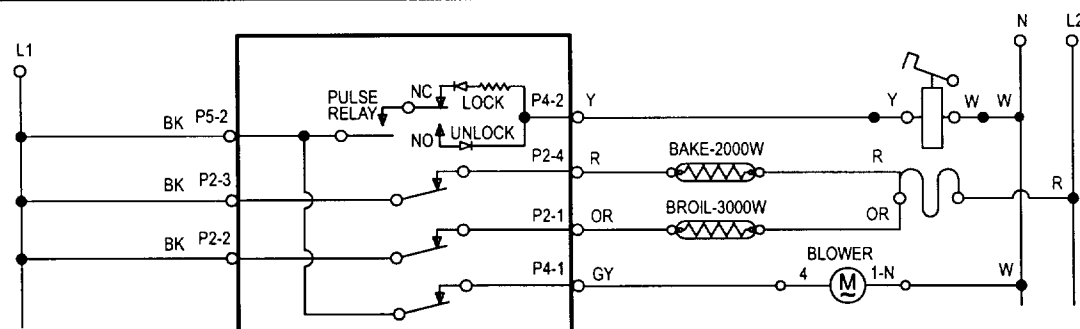 N L2
L1
PULSE RELAY NC LOCK P4-2 Y Y W W
BK P5-2 NO UNLOCK
P2-4 R BAKE-2000W R
BK P2-3 R
P2-1 OR BROIL-3000W OR
BK P2-2
BLOWER
P4-1 GY 4 M 1-N W